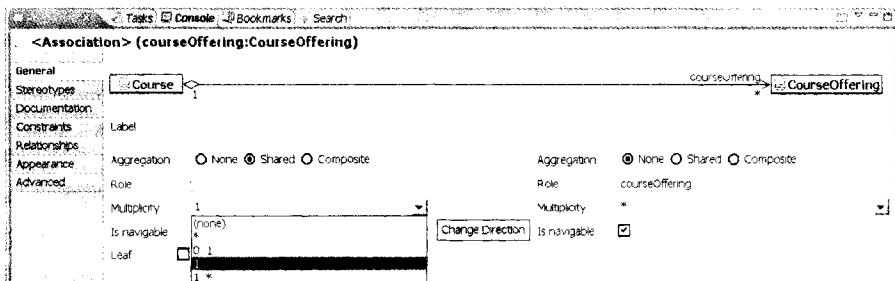 Tasks Console Bookmarks Search
<Association> (courseOffering:CourseOffering)
General
Stereotypes
Documentation
Constraints
Relationships
Appearance
Advanced
Course
1
courseOffering
*
CourseOffering
Label
Aggregation None Shared Composite
Aggregation None Shared Composite
Role
Role courseOffering
Multiplicity 1
Multiplicity *
Is navigable
(none)
*
0..1
1
1..*
Change Direction
Is navigable
Leaf